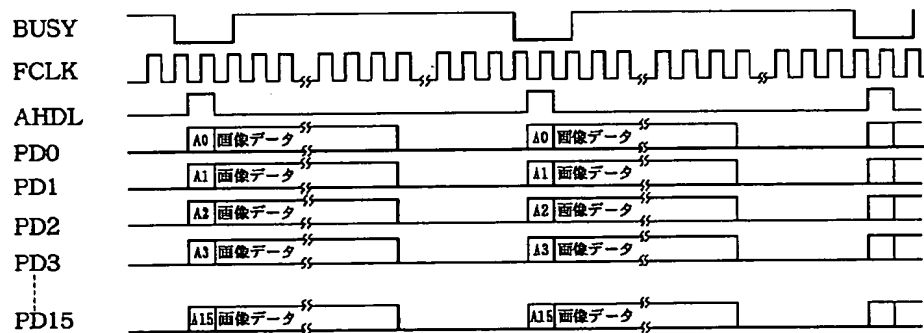 BUSY
FCLK
AHDL
PD0 A0 画像データ A0 画像データ
PD1 A1 画像データ A1 画像データ
PD2 A2 画像データ A2 画像データ
PD3 A3 画像データ A3 画像データ
PD15 A15 画像データ A15 画像データ